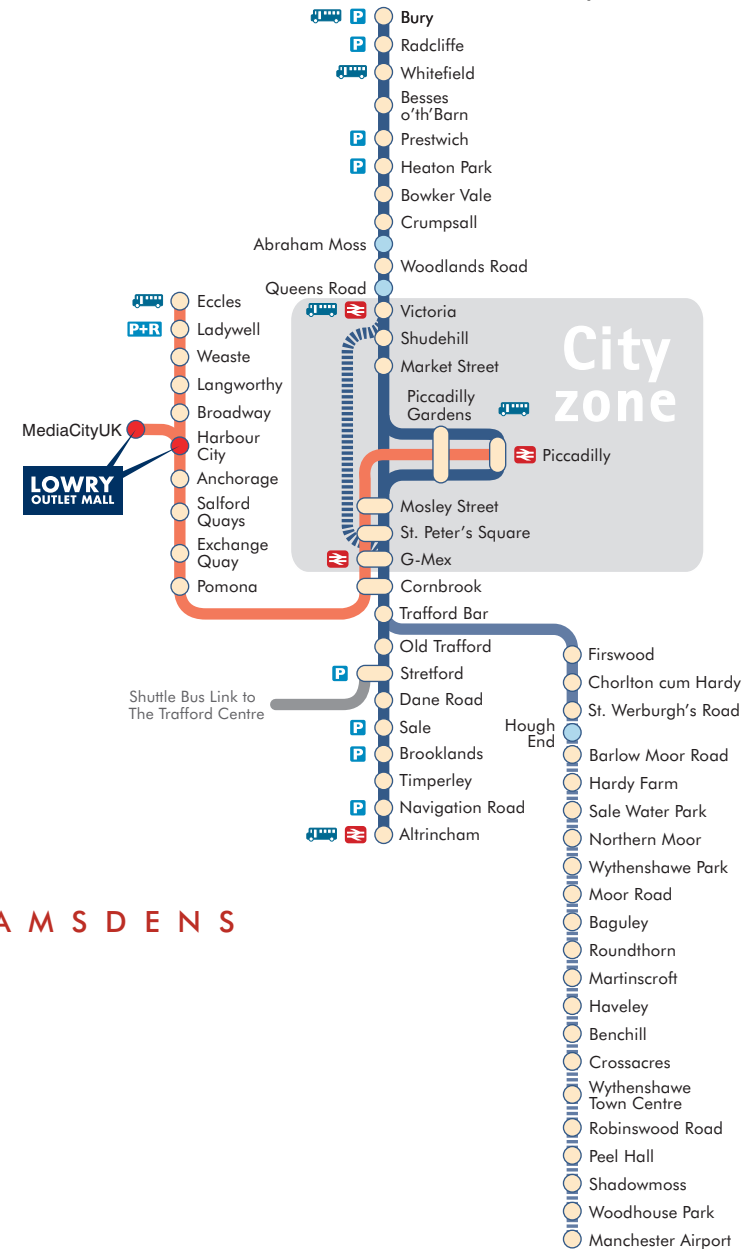 Bury
P
Radcliffe
P
Whitefield
Besses
o'th'Barn
Prestwich
P
Heaton Park
P
Bowker Vale
Crumpsall
Abraham Moss
Woodlands Road
Queens Road
Victoria
Shudehill
Market Street
City
zone
Piccadilly
Gardens
Piccadilly
Mosley Street
St. Peter's Square
G-Mex
Cornbrook
Trafford Bar
Old Trafford
P
Stretford
Shuttle Bus Link to
The Trafford Centre
Dane Road
P
Sale
P
Brooklands
Timperley
P
Navigation Road
Altrincham
Eccles
P+R
Ladywell
Weaste
Langworthy
Broadway
MediaCityUK
Harbour
City
LOWRY
OUTLET MALL
Anchorage
Salford
Quays
Exchange
Quay
Pomona
Firswood
Chorlton cum Hardy
St. Werburgh's Road
Hough
End
Barlow Moor Road
Hardy Farm
Sale Water Park
Northern Moor
Wythenshawe Park
Moor Road
Baguley
Roundthorn
Martinscroft
Haveley
Benchill
Crossacres
Wythenshawe
Town Centre
Robinswood Road
Peel Hall
Shadowmoss
Woodhouse Park
Manchester Airport
AMSDENS